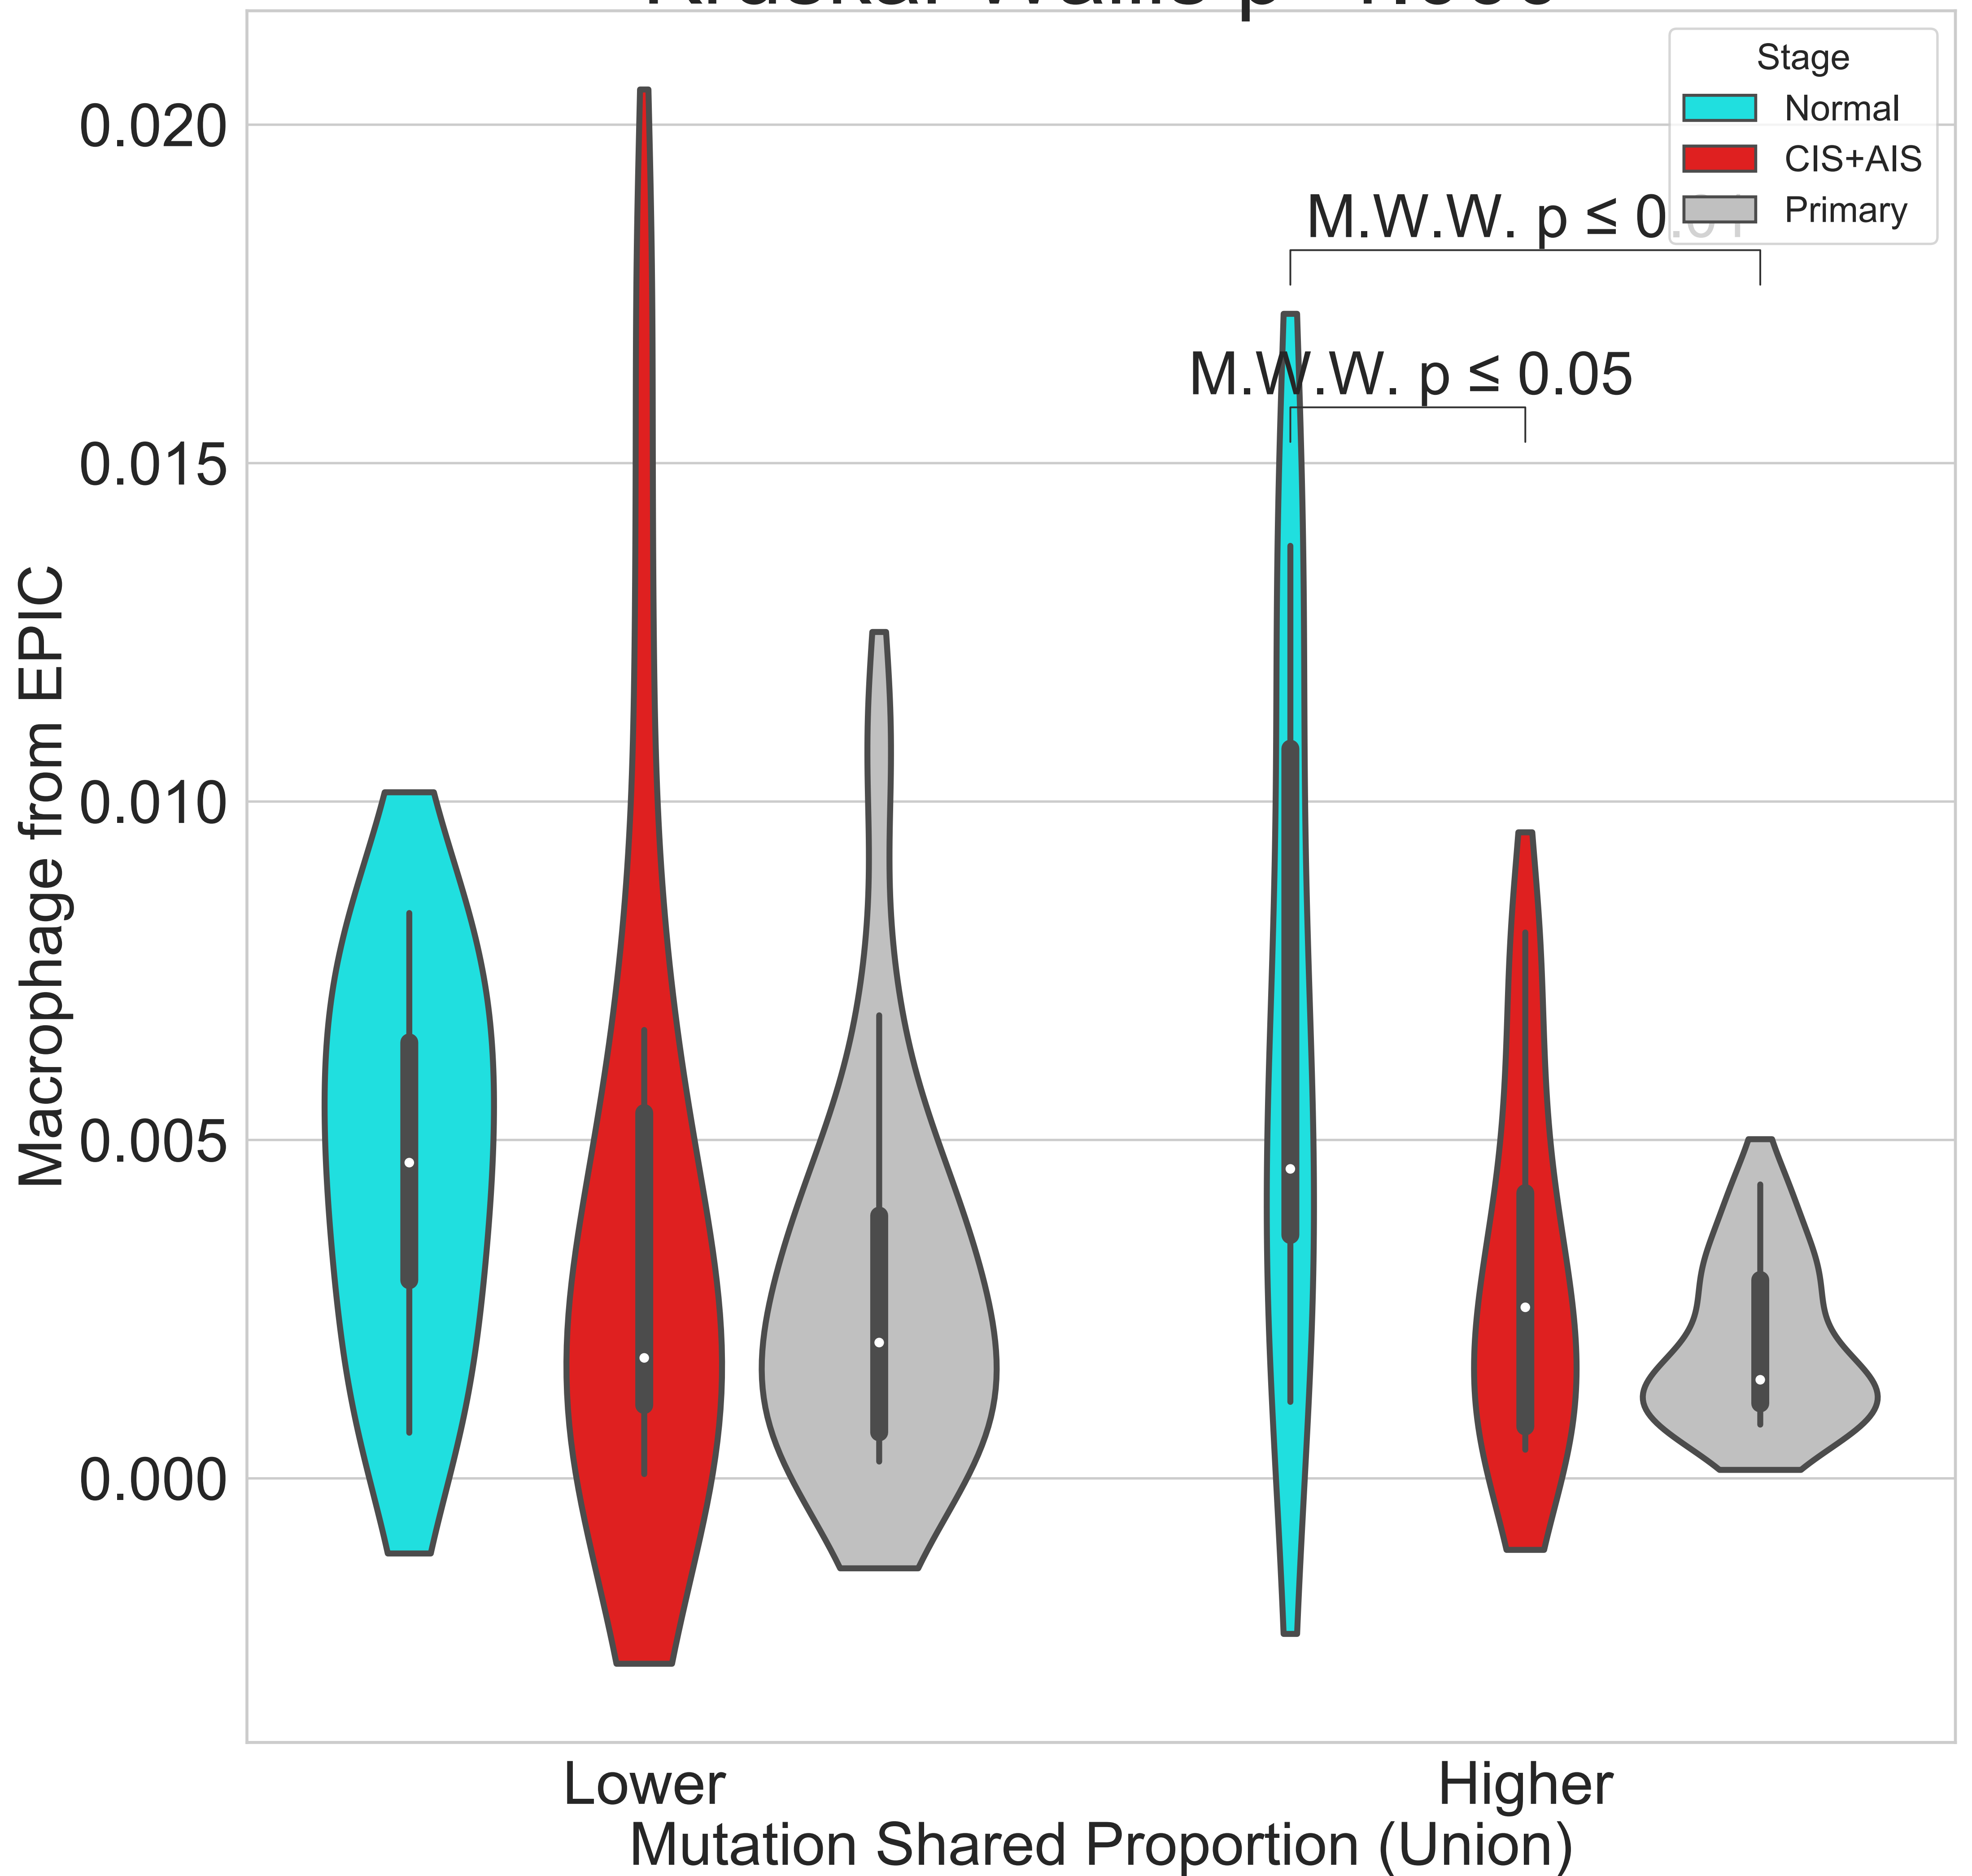 Stage
Normal
CIS+AIS
Primary
M.W.W. p ≤ 0.01
M.W.W. p ≤ 0.05
0.020
0.015
0.010
0.005
0.000
Macrophage from EPIC
Lower
Higher
Mutation Shared Proportion (Union)